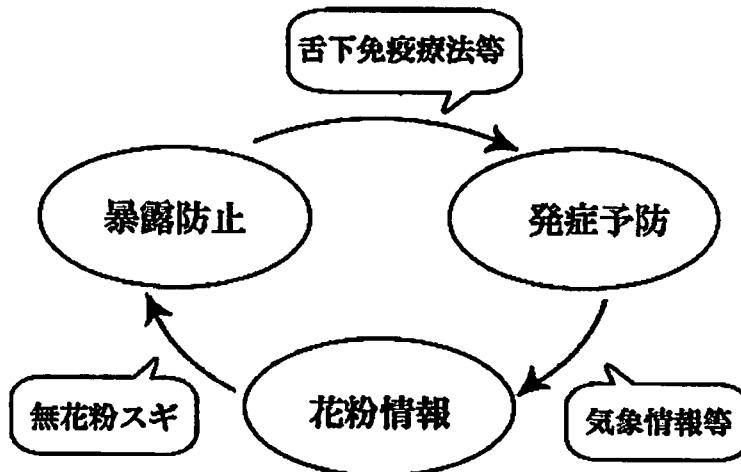 舌下免疫療法等
暴露防止
発症予防
無花粉スギ
花粉情報
気象情報等